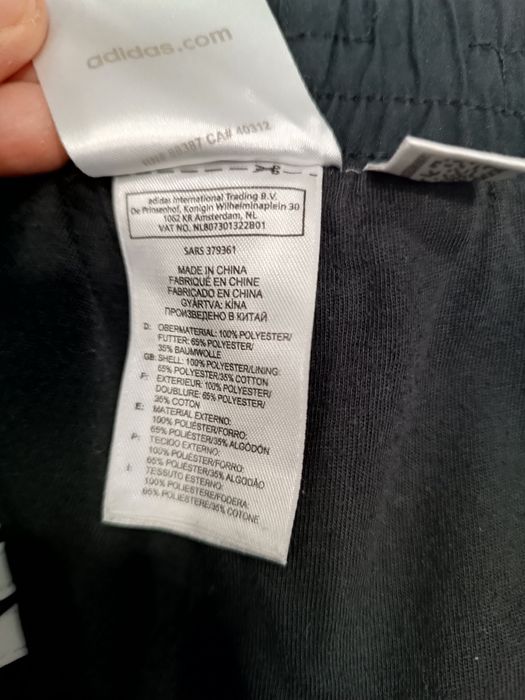 adidas.com
CA# 40312
adidas International Trading B.V.
De Prinsenhof, Konigin Wilhelminaplein 30
1062 KR Amsterdam, NL
VAT NO. NL807301322B01
SARS 379361
MADE IN CHINA
FABRIQUÉ EN CHINE
FABRICADO EN CHINA
GYÁRTVA: KÍNA
ПРОИЗВЕДЕНО В КИТАЙ
D: OBERMATERIAL: 100% POLYESTER/
FUTTER: 65% POLYESTER/
35% BAUMWOLLE
GB: SHELL: 100% POLYESTER/LINING:
65% POLYESTER/35% COTTON
F: EXTERIEUR: 100% POLYESTER/
DOUBLURE: 65% POLYESTER/
35% COTON
E: MATERIAL EXTERNO:
100% POLIÉSTER/FORRO:
65% POLIÉSTER/35% ALGODÓN
P: TECIDO EXTERNO:
100% POLIÉSTER/FORRO:
65% POLIÉSTER/35% ALGODÃO
I: TESSUTO ESTERNO:
100% POLIESTERE/FODERA:
65% POLIESTERE/35% COTONE